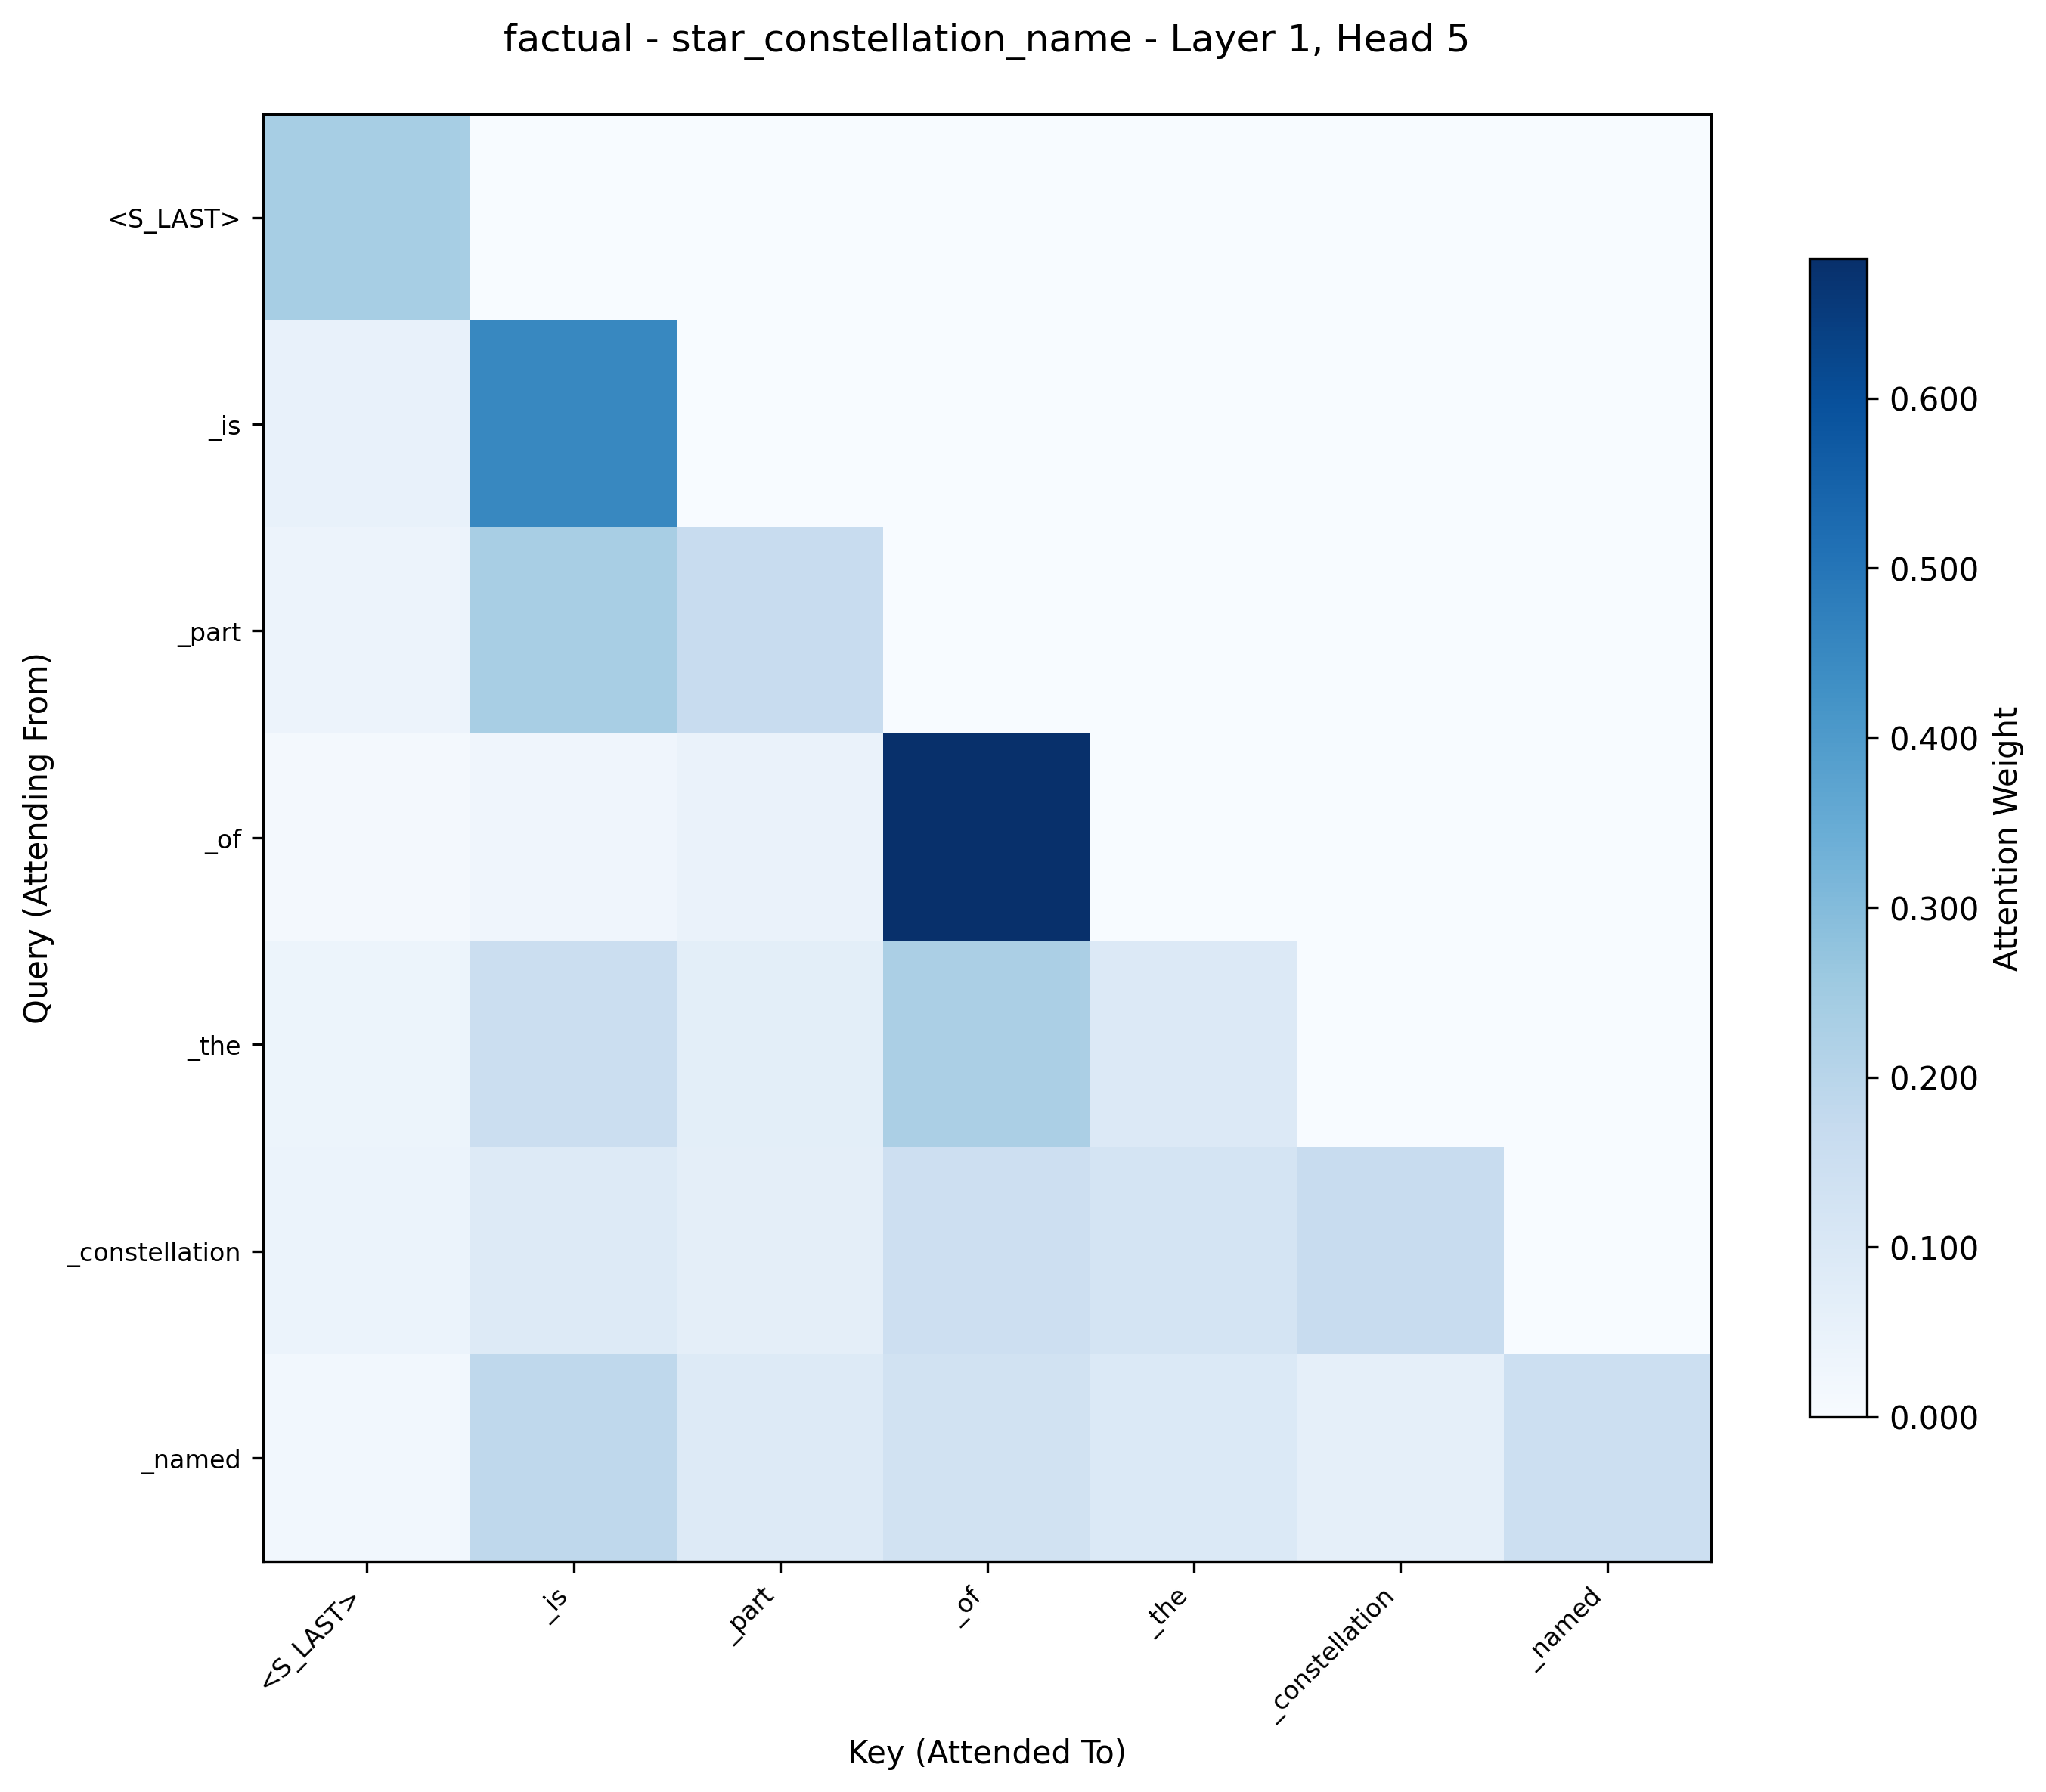 factual - star_constellation_name - Layer 1, Head 5
Query (Attending From)
<S_LAST>
_is
_part
_of
_the
_constellation
_named
<S_LAST>
_is
_part
_of
_the
_constellation
_named
Key (Attended To)
0.600
0.500
0.400
0.300
0.200
0.100
0.000
Attention Weight